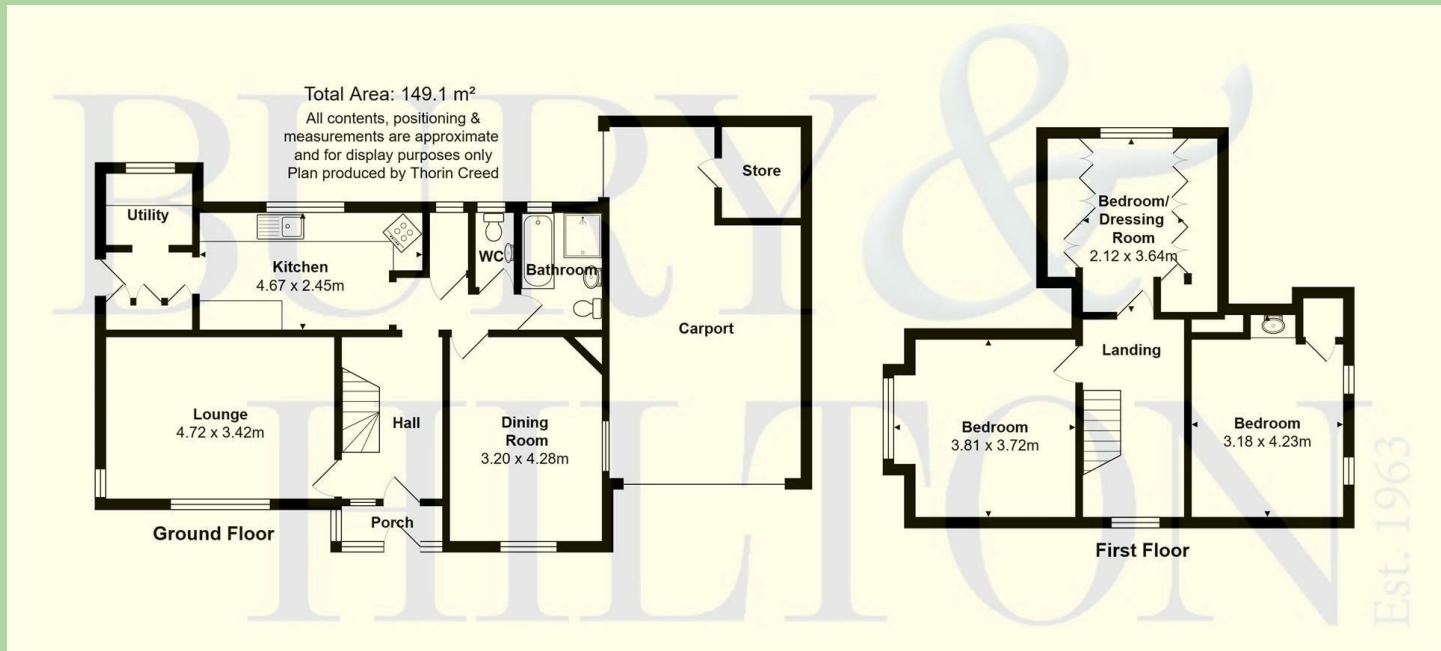 BURY &
HILTON
Est. 1963
Total Area: 149.1 m²
All contents, positioning &
measurements are approximate
and for display purposes only
Plan produced by Thorin Creed
Utility
Kitchen
4.67 x 2.45m
WC
Bathroom
Store
Carport
Lounge
4.72 x 3.42m
Hall
Dining
Room
3.20 x 4.28m
Porch
Ground Floor
Bedroom/
Dressing
Room
2.12 x 3.64m
Landing
Bedroom
3.81 x 3.72m
Bedroom
3.18 x 4.23m
First Floor